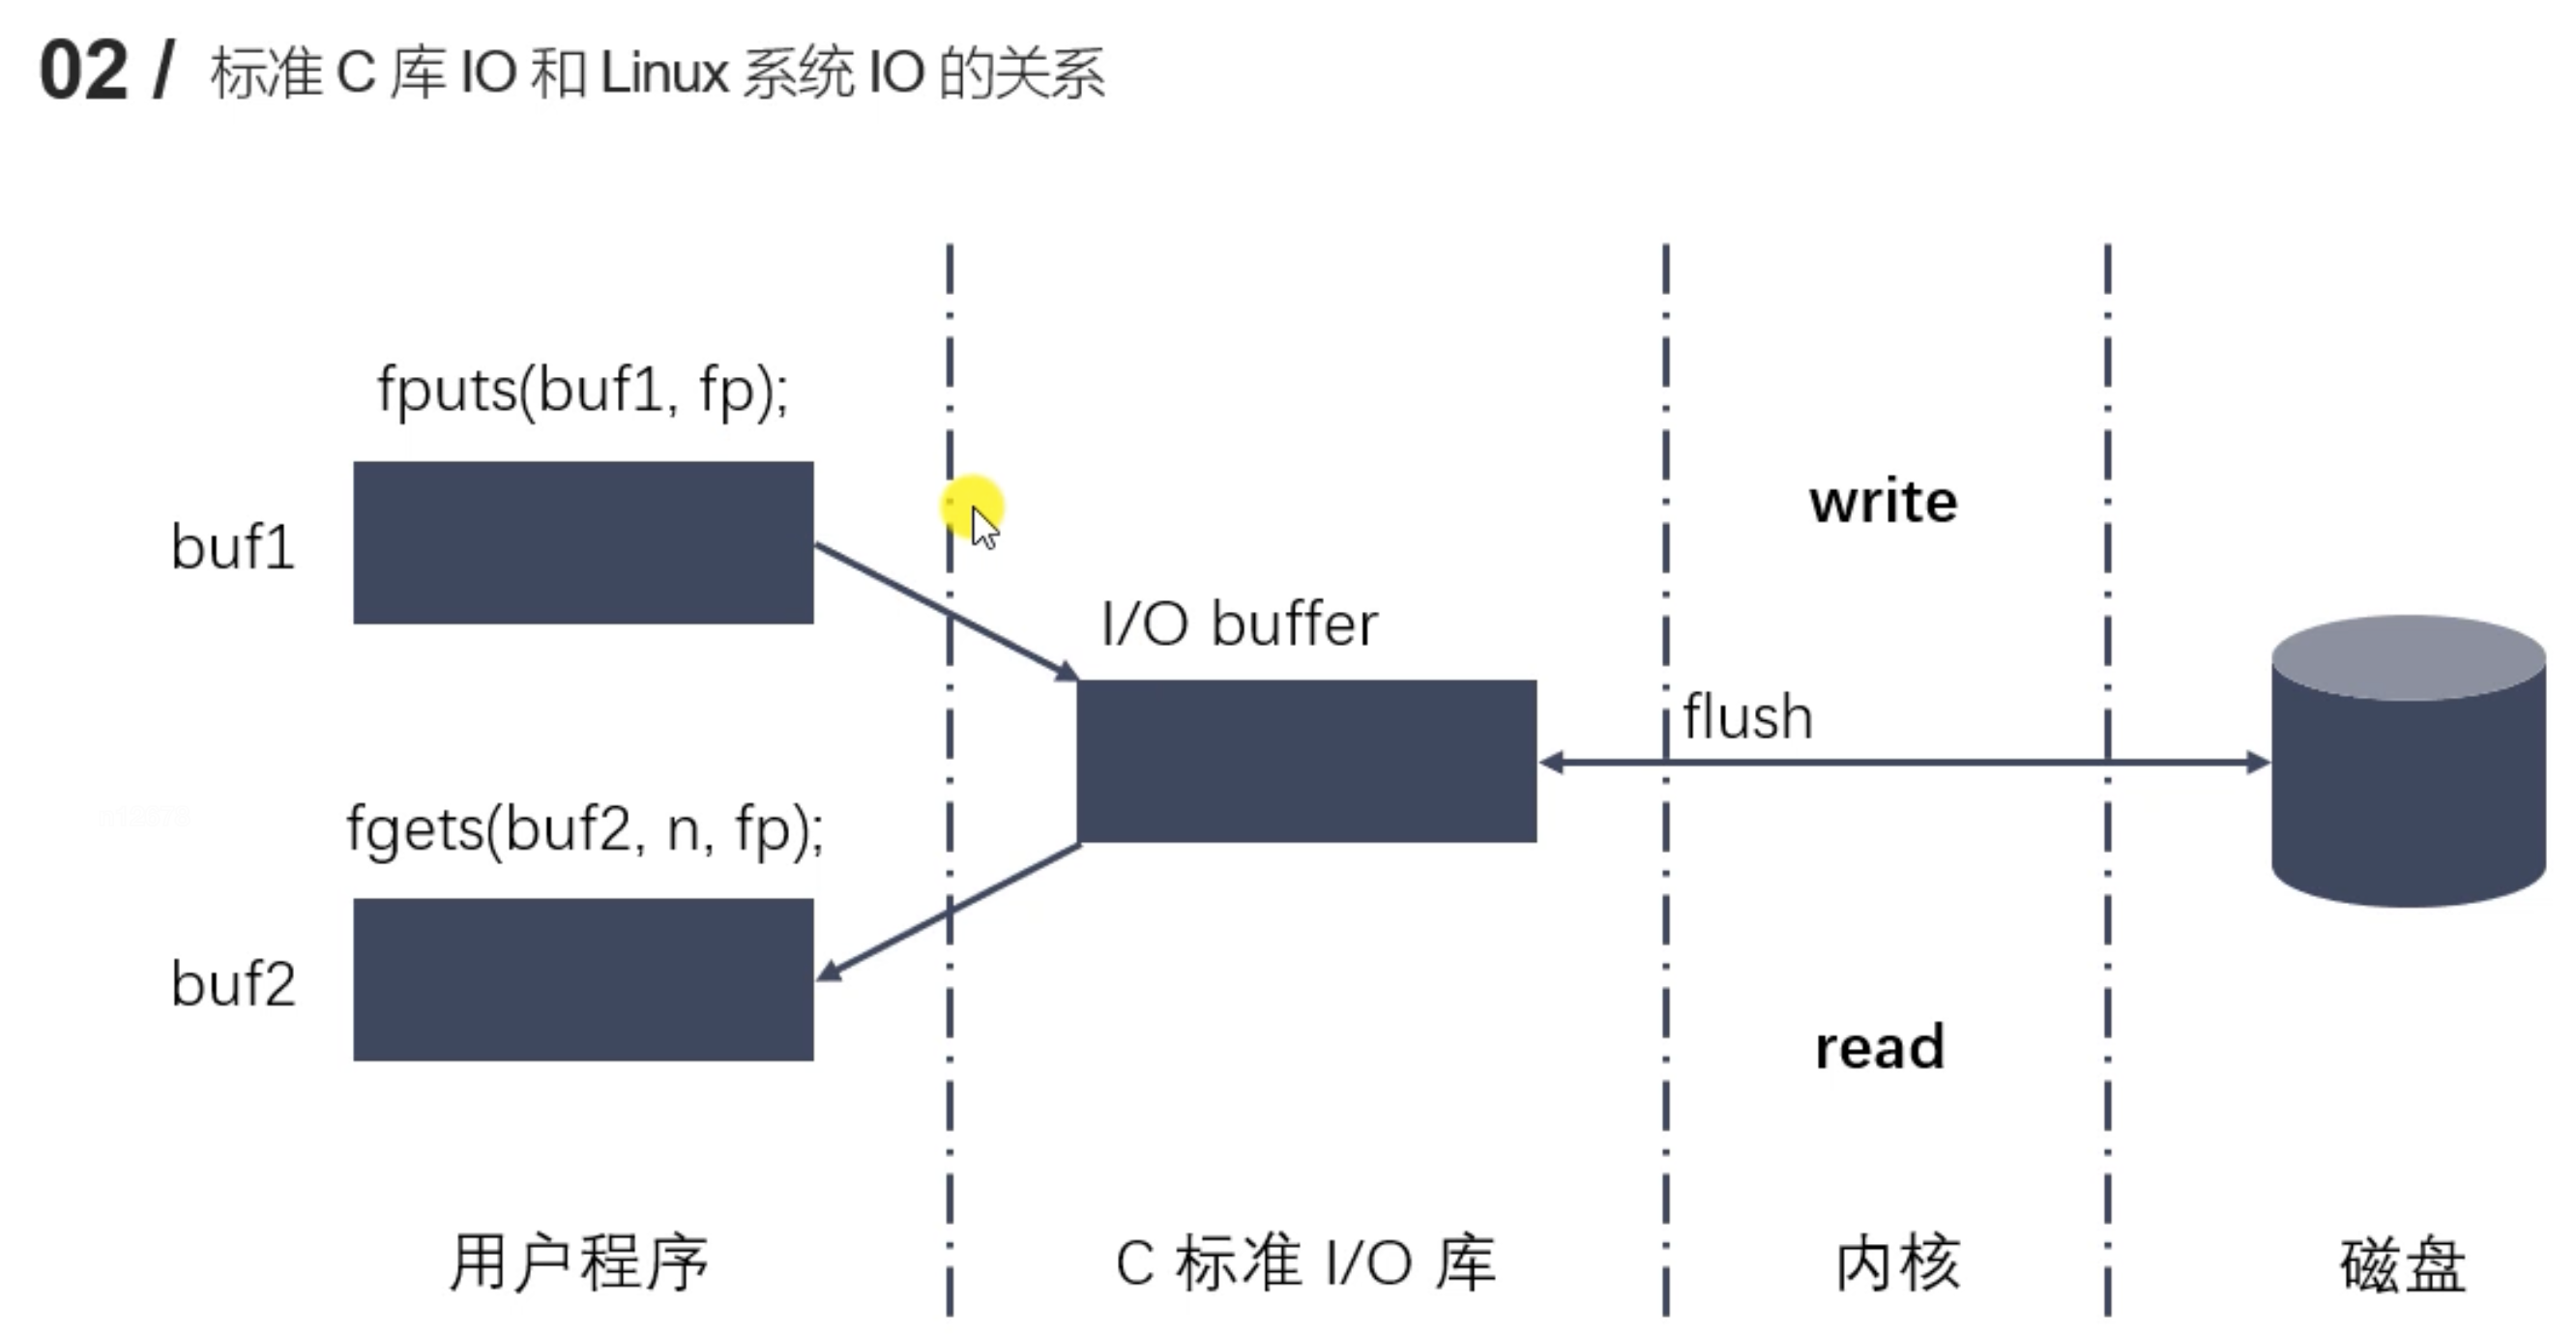 02 / 标准 C 库 IO 和 Linux 系统 IO 的关系
fputs(buf1, fp);
write
buf1
I/O buffer
flush
fgets(buf2, n, fp);
buf2
read
用户程序
C 标准 I/O 库
内核
磁盘